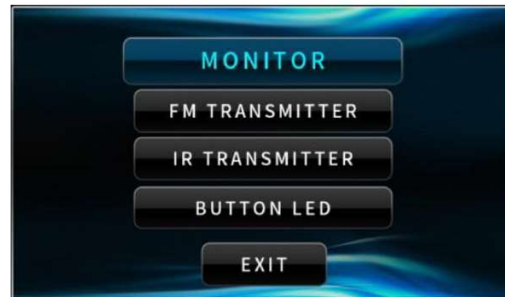 MONITOR
FM TRANSMITTER
IR TRANSMITTER
BUTTON LED
EXIT